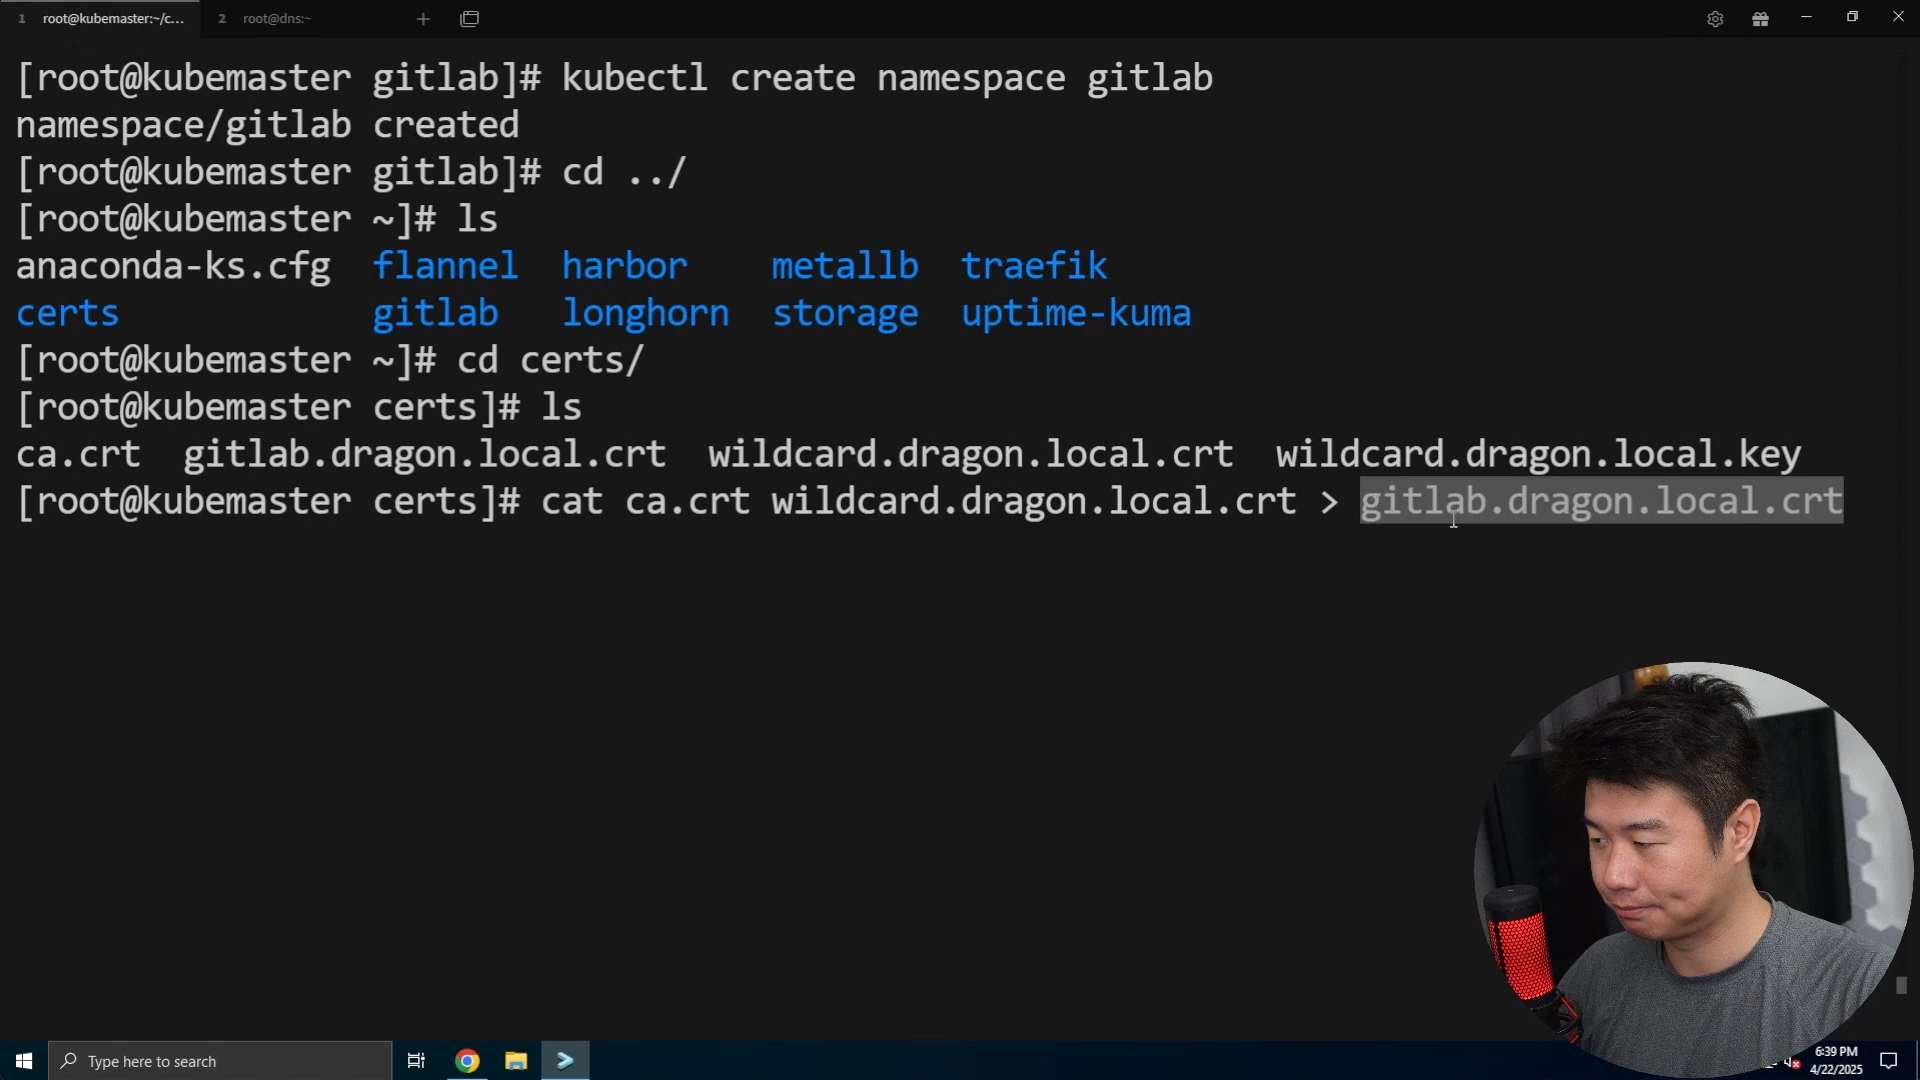 1 root@kubemaster:~/c... 2 root@dns:~
[root@kubemaster gitlab]# kubectl create namespace gitlab
namespace/gitlab created
[root@kubemaster gitlab]# cd ../
[root@kubemaster ~]# ls
anaconda-ks.cfg flannel harbor metallb traefik
certs gitlab longhorn storage uptime-kuma
[root@kubemaster ~]# cd certs/
[root@kubemaster certs]# ls
ca.crt gitlab.dragon.local.crt wildcard.dragon.local.crt wildcard.dragon.local.key
[root@kubemaster certs]# cat ca.crt wildcard.dragon.local.crt > gitlab.dragon.local.crt
Type here to search
6:39 PM
4/22/2025